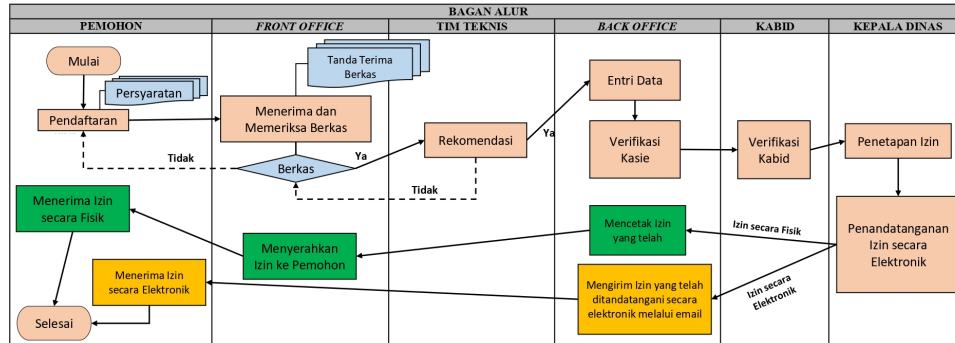 BAGAN ALUR
PEMOHON
FRONT OFFICE
TIM TEKNIS
BACK OFFICE
KABID
KEPALA DINAS
Mulai
Persyaratan
Pendaftaran
Tanda Terima
Berkas
Menerima dan
Memeriksa Berkas
Berkas
Tidak
Ya
Rekomendasi
Tidak
Ya
Entri Data
Verifikasi
Kasie
Verifikasi
Kabid
Penetapan Izin
Penandatanganan
Izin secara
Elektronik
Izin secara Fisik
Mencetak Izin
yang telah
Menyerahkan
Izin ke Pemohon
Menerima Izin
secara Fisik
Izin secara
Elektronik
Mengirim Izin yang telah
ditandatangani secara
elektronik melalui email
Menerima Izin
secara Elektronik
Selesai